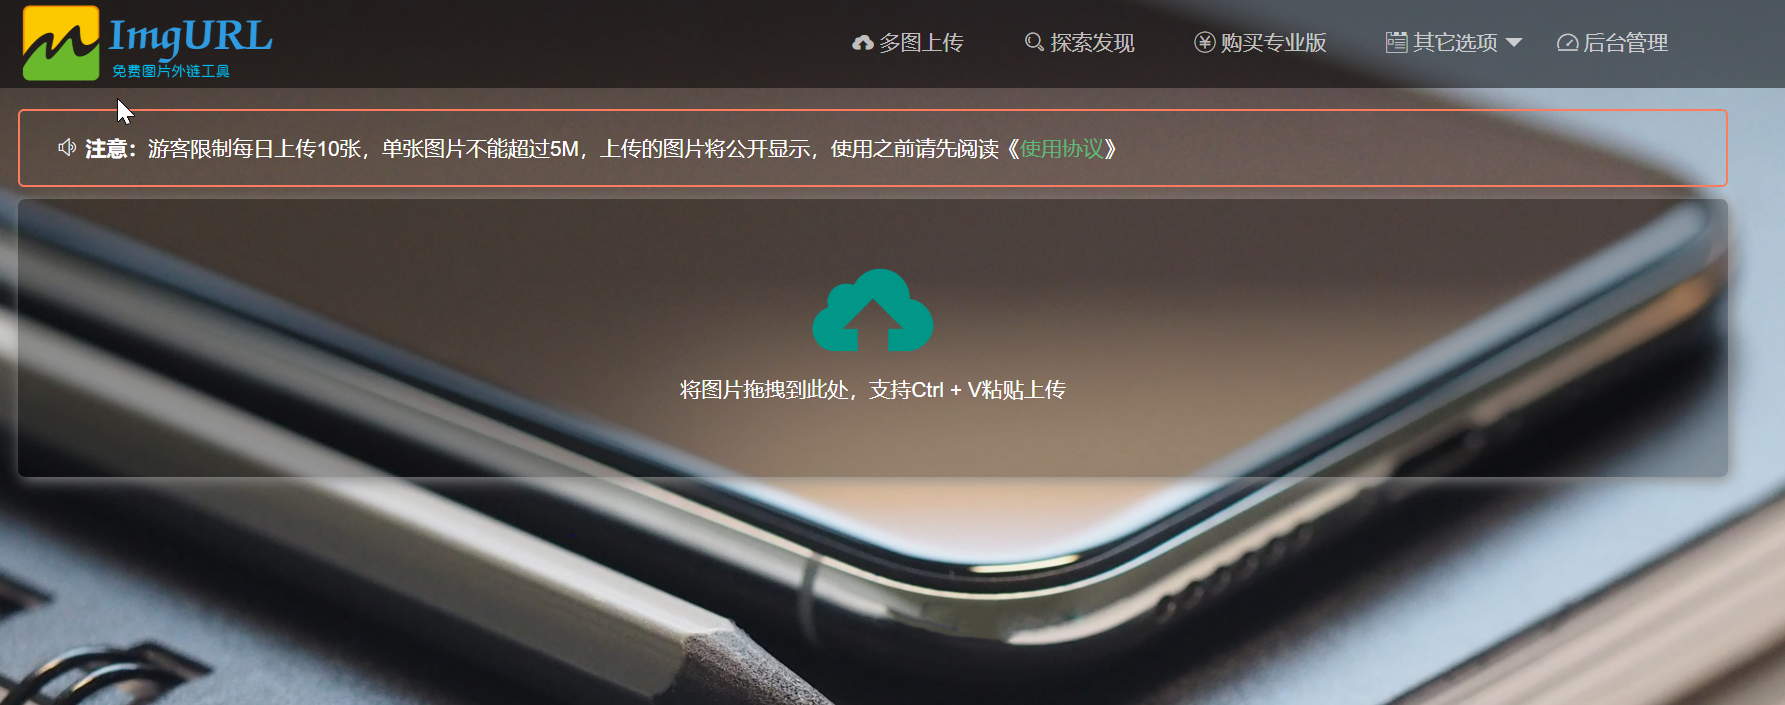 ImgURL
免费图片外链工具
多图上传 探索发现 购买专业版 其它选项 后台管理
注意：游客限制每日上传10张，单张图片不能超过5M，上传的图片将公开显示，使用之前请先阅读《使用协议》
将图片拖拽到此处，支持Ctrl + V粘贴上传